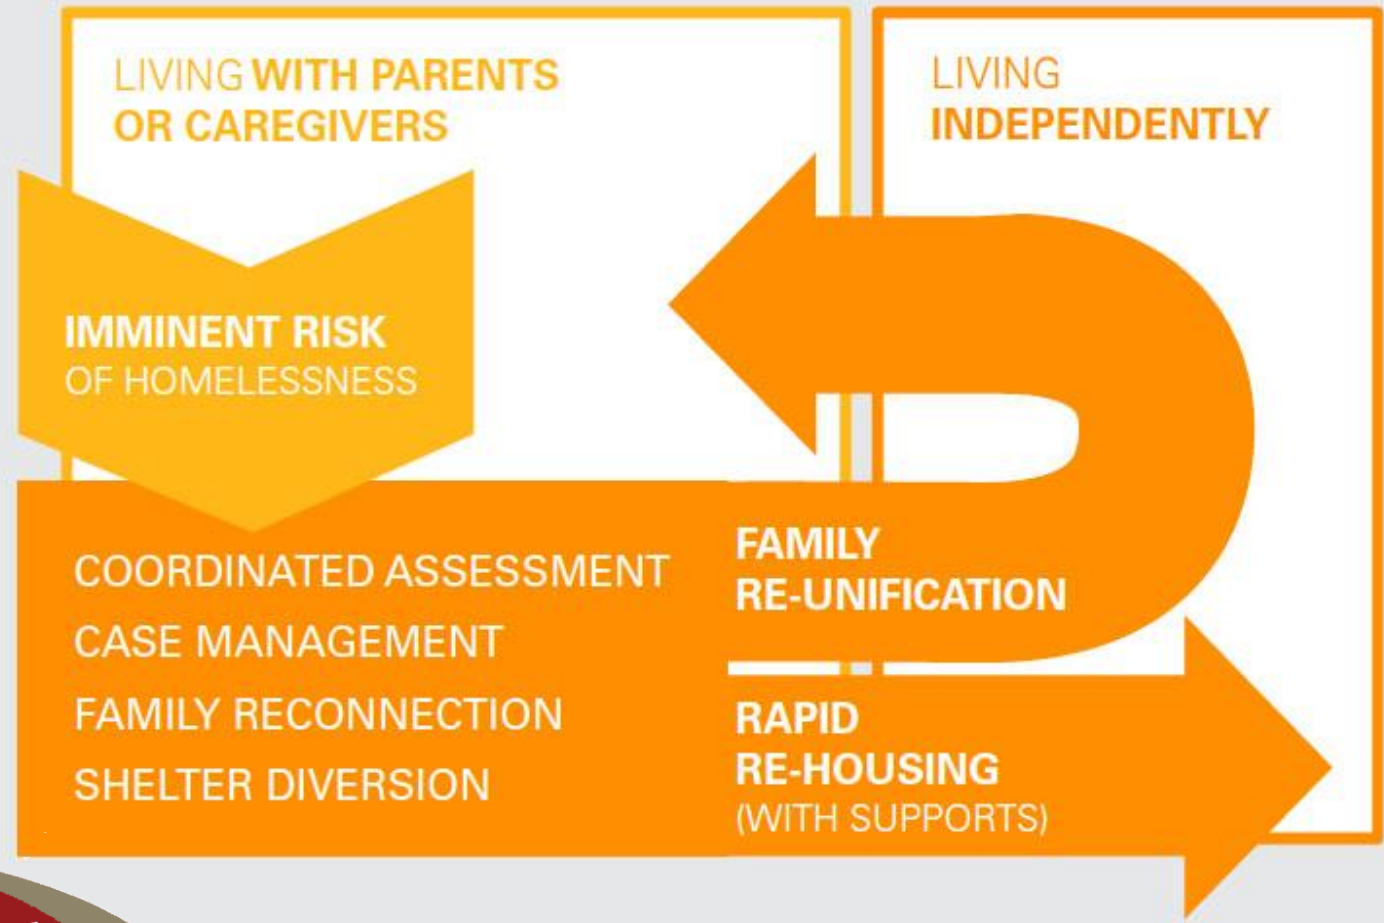 LIVING WITH PARENTS
OR CAREGIVERS
LIVING
INDEPENDENTLY
IMMINENT RISK
OF HOMELESSNESS
COORDINATED ASSESSMENT
CASE MANAGEMENT
FAMILY RECONNECTION
SHELTER DIVERSION
FAMILY
RE-UNIFICATION
RAPID
RE-HOUSING
(WITH SUPPORTS)